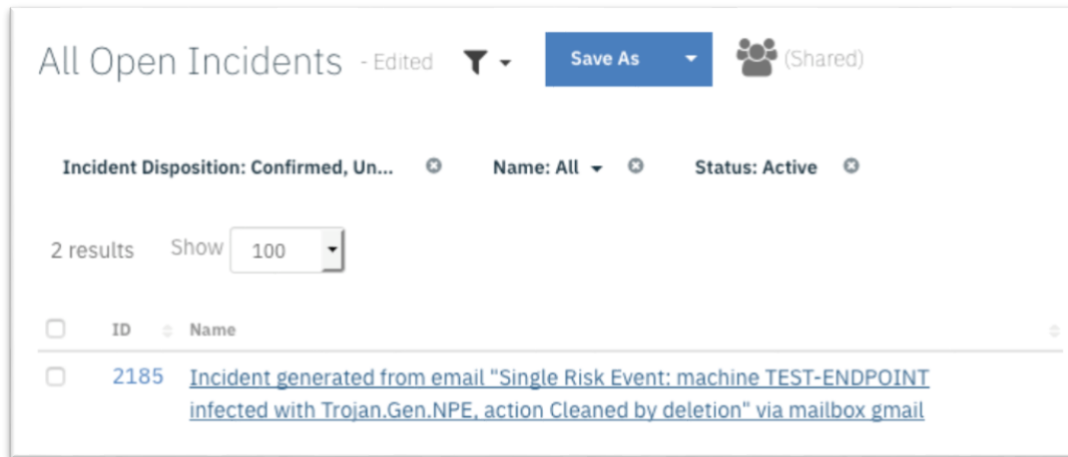 All Open Incidents - Edited Save As (Shared)
Incident Disposition: Confirmed, Un... Name: All Status: Active
2 results Show 100
ID Name
2185 Incident generated from email "Single Risk Event: machine TEST-ENDPOINT
infected with Trojan.Gen.NPE, action Cleaned by deletion" via mailbox gmail